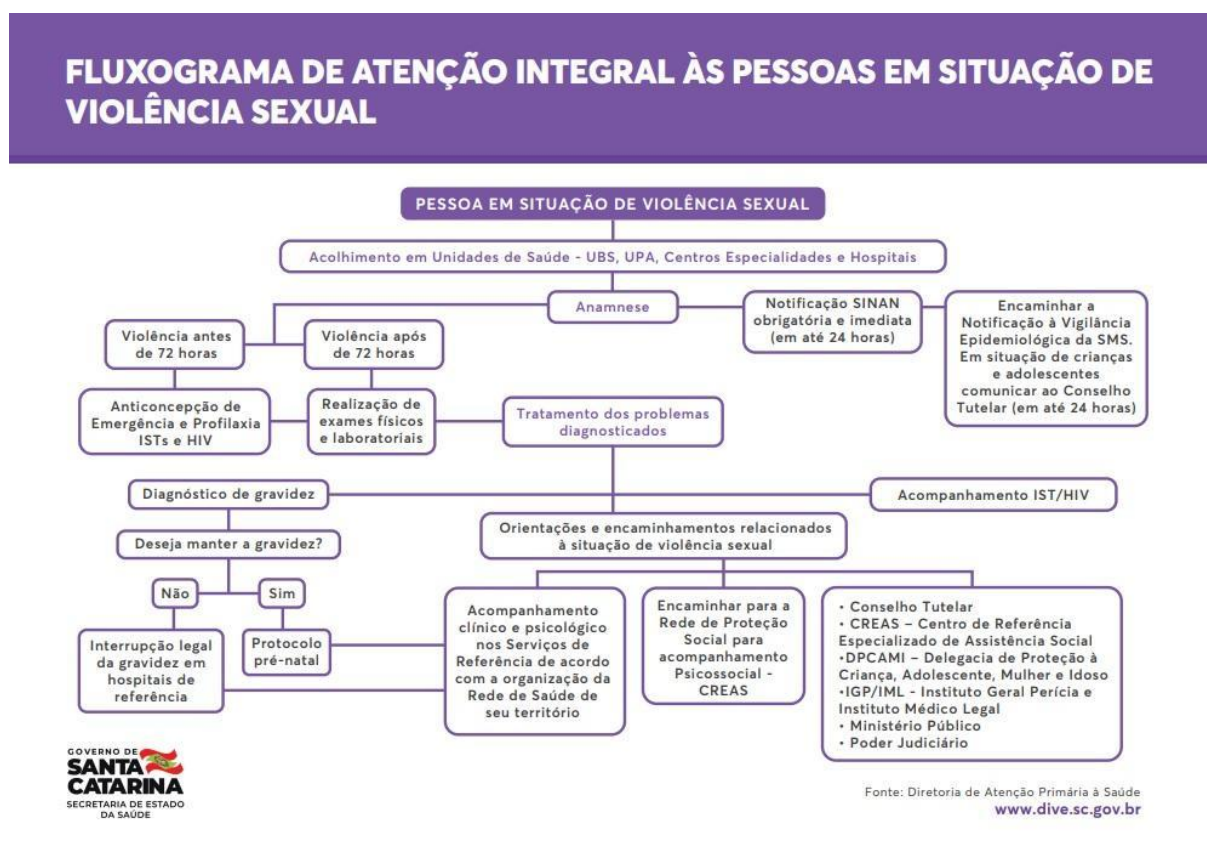 FLUXOGRAMA DE ATENÇÃO INTEGRAL ÀS PESSOAS EM SITUAÇÃO DE
VIOLÊNCIA SEXUAL
PESSOA EM SITUAÇÃO DE VIOLÊNCIA SEXUAL
Acolhimento em Unidades de Saúde - UBS, UPA, Centros Especialidades e Hospitais
Anamnese
Notificação SINAN
obrigatória e imediata
(em até 24 horas)
Encaminhar a
Notificação à Vigilância
Epidemiológica da SMS.
Em situação de crianças
e adolescentes
comunicar ao Conselho
Tutelar (em até 24 horas)
Violência antes
de 72 horas
Violência após
de 72 horas
Anticoncepção de
Emergência e Profilaxia
ISTs e HIV
Realização de
exames físicos
e laboratoriais
Tratamento dos problemas
diagnosticados
Diagnóstico de gravidez
Acompanhamento IST/HIV
Deseja manter a gravidez?
Orientações e encaminhamentos relacionados
à situação de violência sexual
Não
Sim
Interrupção legal
da gravidez em
hospitais de
referência
Protocolo
pré-natal
Acompanhamento
clínico e psicológico
nos Serviços de
Referência de acordo
com a organização da
Rede de Saúde de
seu território
Encaminhar para a
Rede de Proteção
Social para
acompanhamento
Psicossocial -
CREAS
• Conselho Tutelar
• CREAS – Centro de Referência
Especializado de Assistência Social
•DPCAMI – Delegacia de Proteção à
Criança, Adolescente, Mulher e Idoso
•IGP/IML - Instituto Geral Perícia e
Instituto Médico Legal
• Ministério Público
• Poder Judiciário
GOVERNO DE
SANTA
CATARINA
SECRETARIA DE ESTADO
DA SAÚDE
Fonte: Diretoria de Atenção Primária à Saúde
www.dive.sc.gov.br